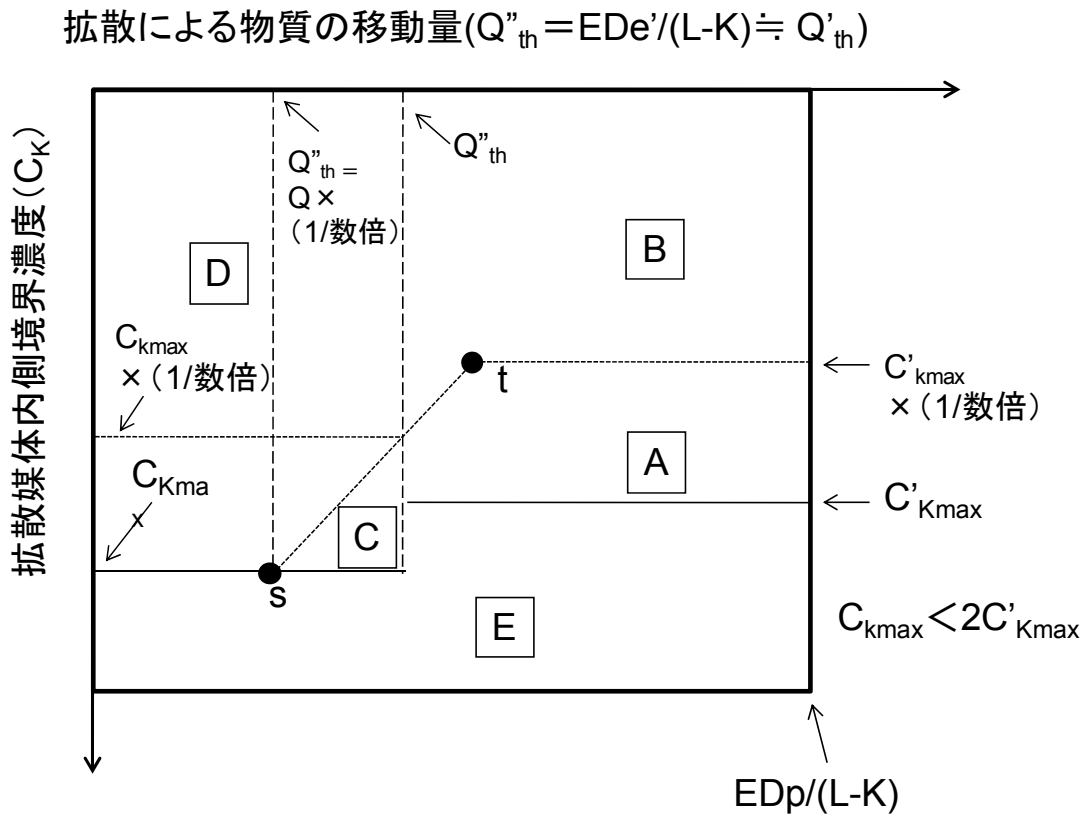 拡散による物質の移動量(Q”th＝EDe’/(L-K)≒ Q’th)
拡散媒体内側境界濃度(CK)
Q”th =
Q×
(1/数倍)
Q”th
D
B
Ckmax
×(1/数倍)
t
C’kmax
×(1/数倍)
A
CKma
x
C’Kmax
C
s
E
Ckmax＜2C’Kmax
EDp/(L-K)